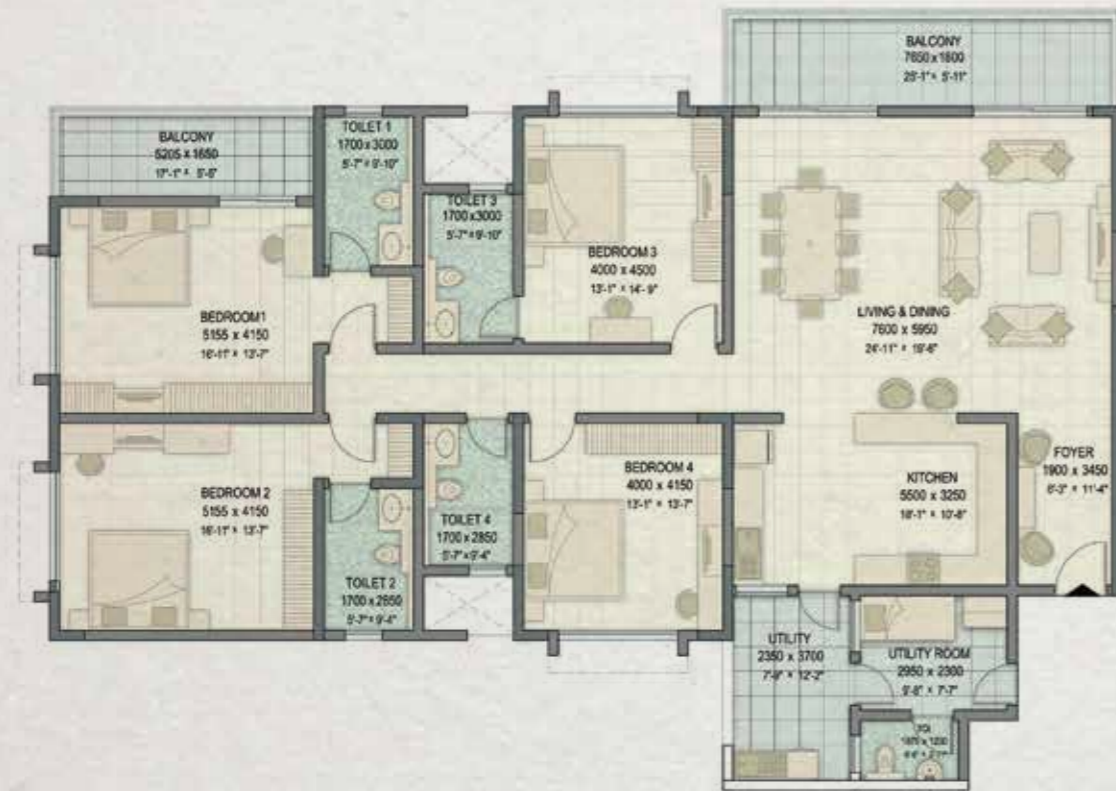 BALCONY
7650 x 1800
25'-1" x 5'-11"
BALCONY
5205 x 1650
17'-1" x 5'-5"
TOILET 1
1700 x 3000
5'-7" x 9'-10"
TOILET 3
1700 x 3000
5'-7" x 9'-10"
BEDROOM 3
4000 x 4500
13'-1" x 14'-9"
BEDROOM1
5155 x 4150
16'-11" x 13'-7"
LIVING & DINING
7600 x 5950
24'-11" x 19'-6"
BEDROOM 2
5155 x 4150
16'-11" x 13'-7"
TOILET 4
1700 x 2850
5'-7" x 9'-4"
BEDROOM 4
4000 x 4150
13'-1" x 13'-7"
KITCHEN
5500 x 3250
18'-1" x 10'-8"
FOYER
1900 x 3450
6'-3" x 11'-4"
TOILET 2
1700 x 2850
5'-7" x 9'-4"
UTILITY
2350 x 3700
7'-9" x 12'-2"
UTILITY ROOM
2950 x 2300
9'-8" x 7'-7"